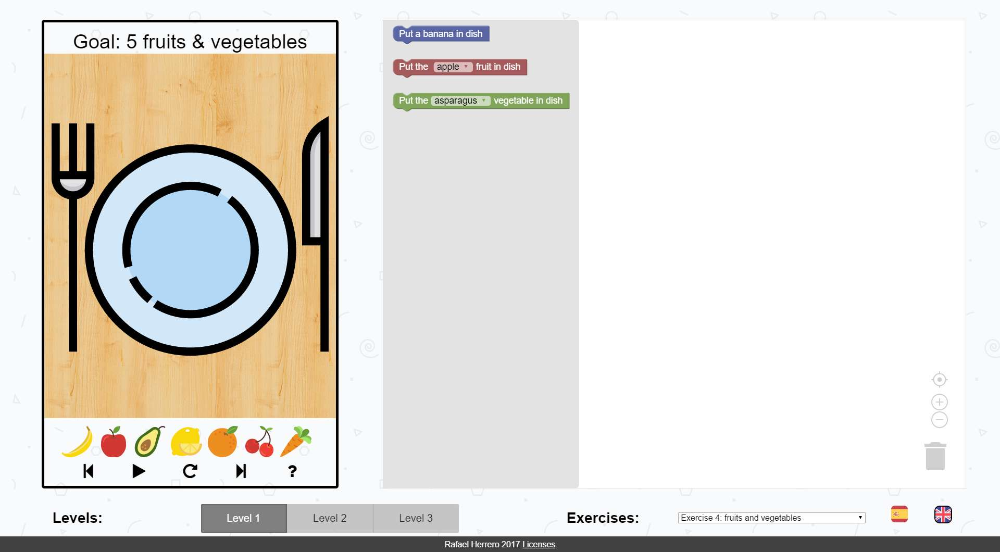 Goal: 5 fruits & vegetables
Put a banana in dish
Put the apple fruit in dish
Put the asparagus vegetable in dish
?
Levels:
Level 1
Level 2
Level 3
Exercises:
Exercise 4: fruits and vegetables
Rafael Herrero 2017 Licenses